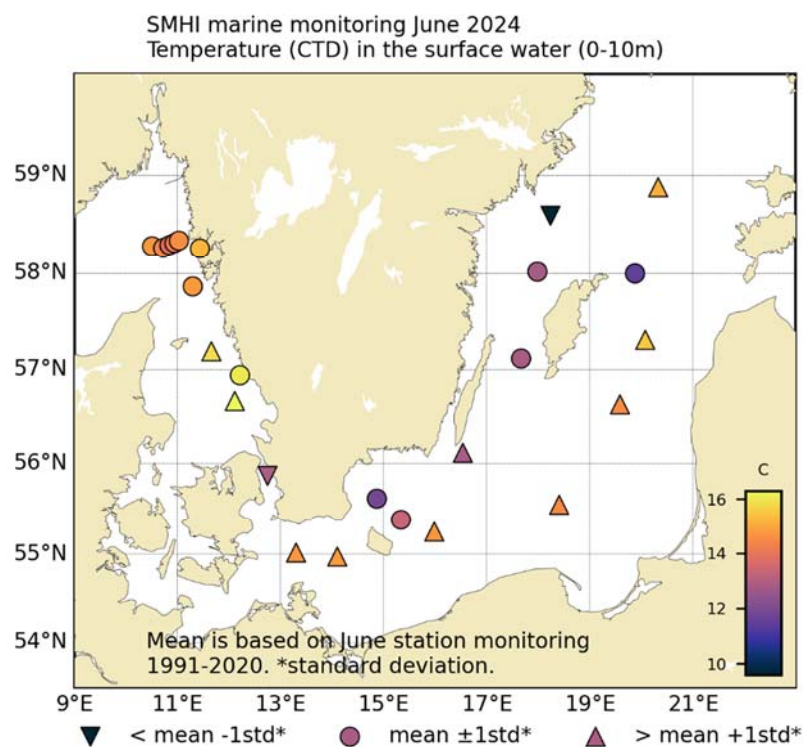 SMHI marine monitoring June 2024
Temperature (CTD) in the surface water (0-10m)
59°N
58°N
57°N
56°N
55°N
54°N
C
16
14
12
10
Mean is based on June station monitoring
1991-2020. *standard deviation.
9°E 11°E 13°E 15°E 17°E 19°E 21°E
< mean -1std* mean ±1std* > mean +1std*